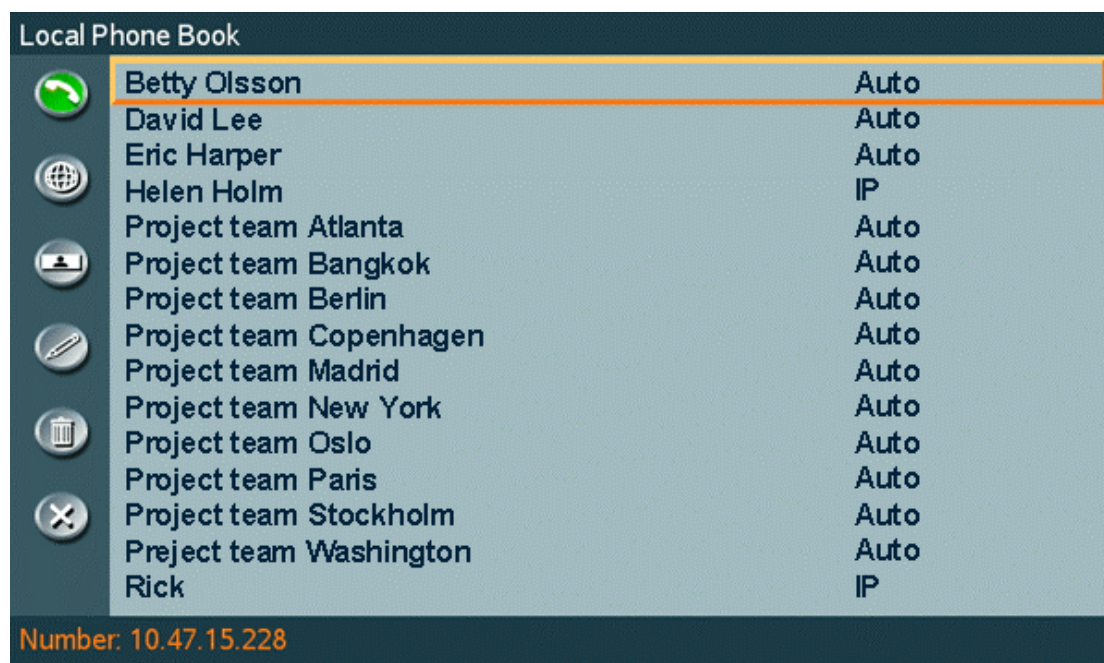 Local Phone Book
Betty Olsson Auto
David Lee Auto
Eric Harper Auto
Helen Holm IP
Project team Atlanta Auto
Project team Bangkok Auto
Project team Berlin Auto
Project team Copenhagen Auto
Project team Madrid Auto
Project team New York Auto
Project team Oslo Auto
Project team Paris Auto
Project team Stockholm Auto
Preject team Washington Auto
Rick IP
Number: 10.47.15.228